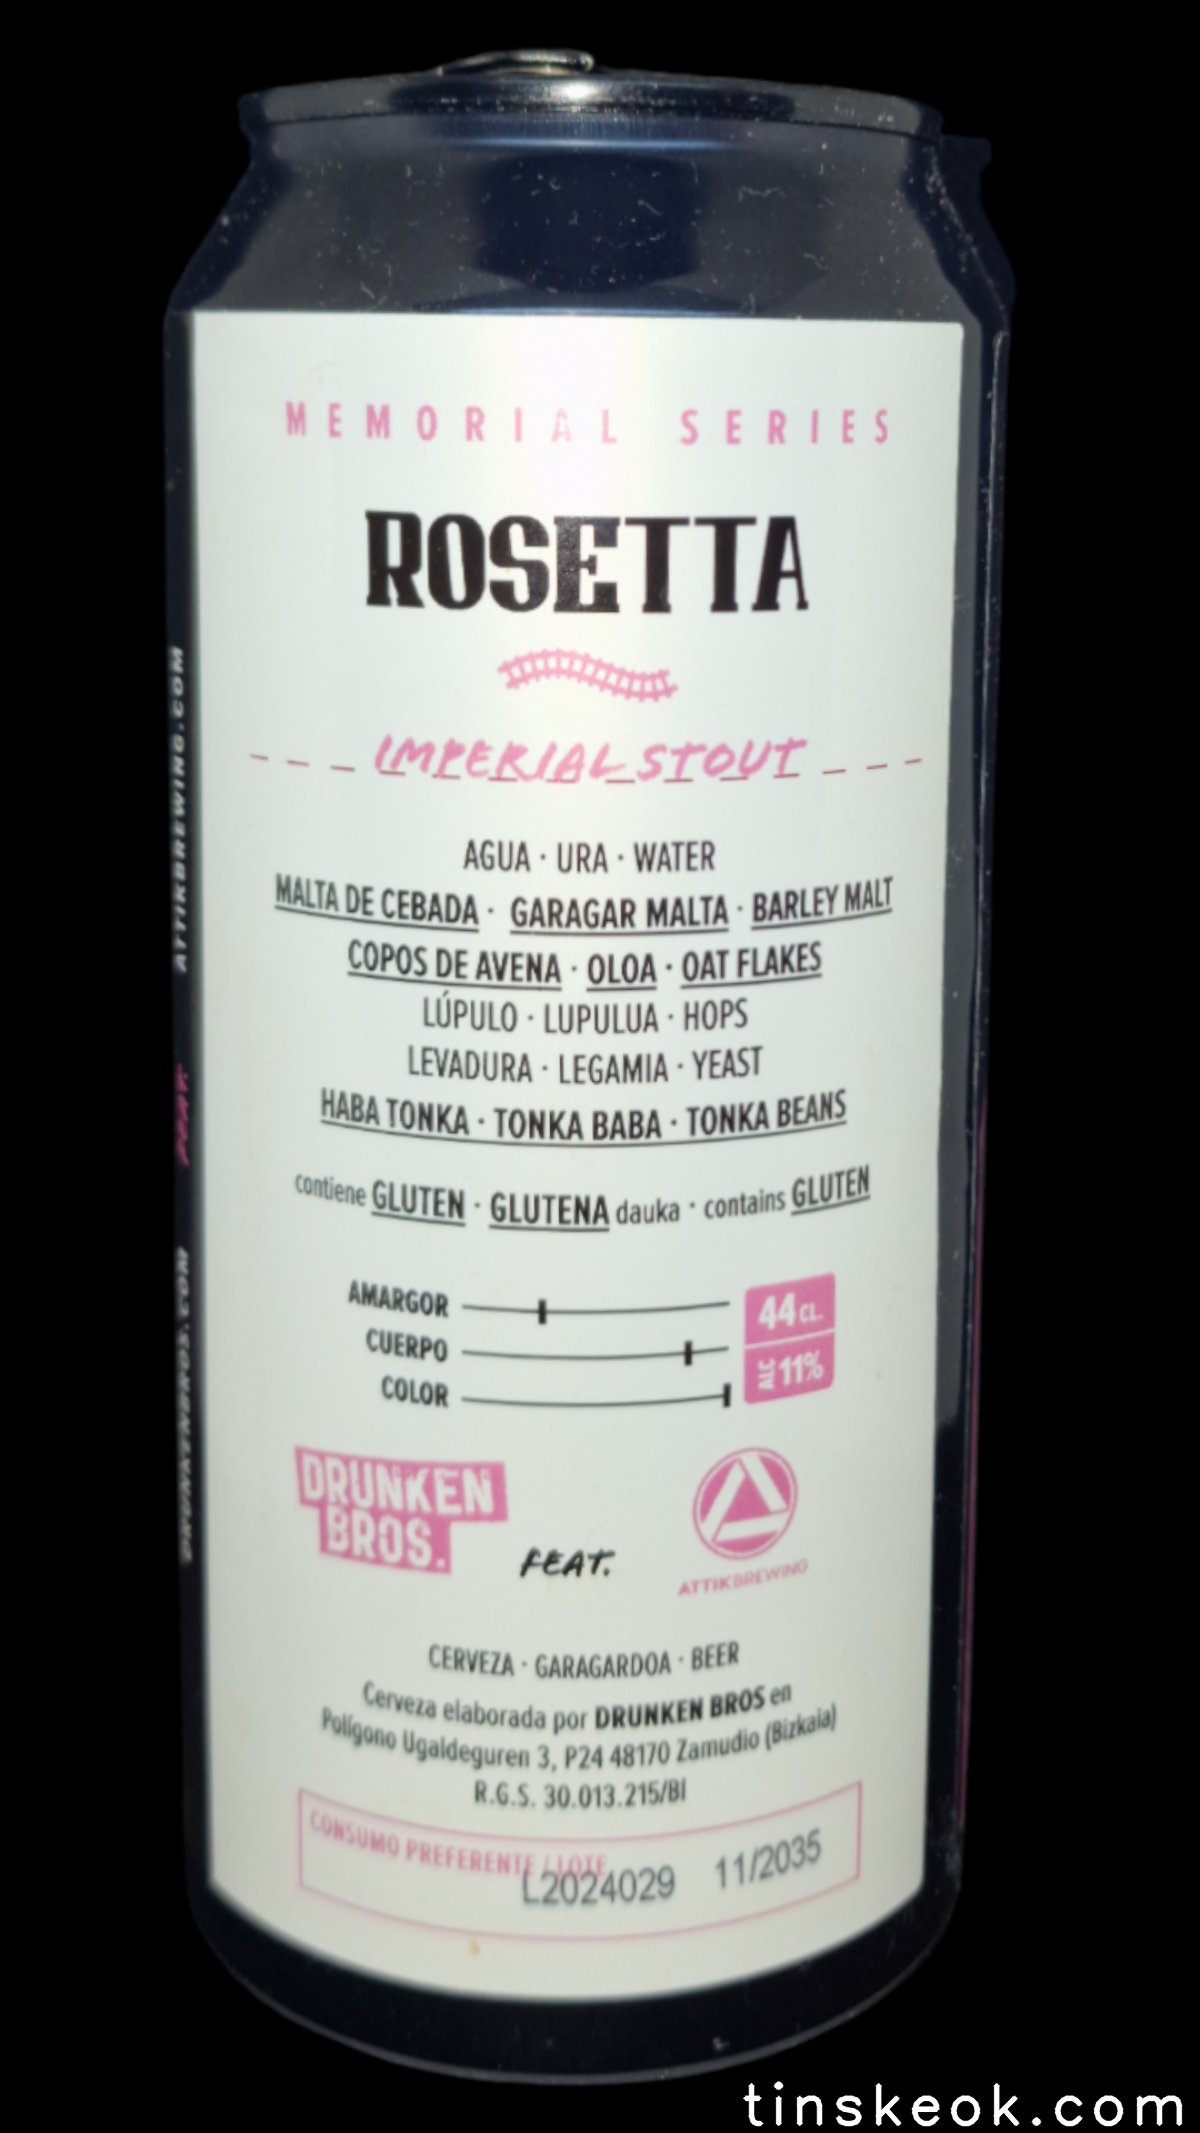 MEMORIAL SERIES
ROSETTA
IMPERIAL STOUT
AGUA · URA · WATER
MALTA DE CEBADA · GARAGAR MALTA · BARLEY MALT
COPOS DE AVENA · OLOA · OAT FLAKES
LÚPULO · LUPULUA · HOPS
LEVADURA · LEGAMIA · YEAST
HABA TONKA · TONKA BABA · TONKA BEANS
contiene GLUTEN · GLUTENA dauka · contains GLUTEN
AMARGOR
CUERPO
COLOR
44 CL.
ALC 11%
DRUNKEN
BROS.
FEAT.
ATTIKBREWING
CERVEZA · GARAGARDOA · BEER
Cerveza elaborada por DRUNKEN BROS en
Polígono Ugaldeguren 3, P24 48170 Zamudio (Bizkaia)
R.G.S. 30.013.215/BI
CONSUMO PREFERENTE / LOTE
L2024029 11/2035
DRUNKENBROS.COM FEAT. ATTIKBREWING.COM
tinskeok.com